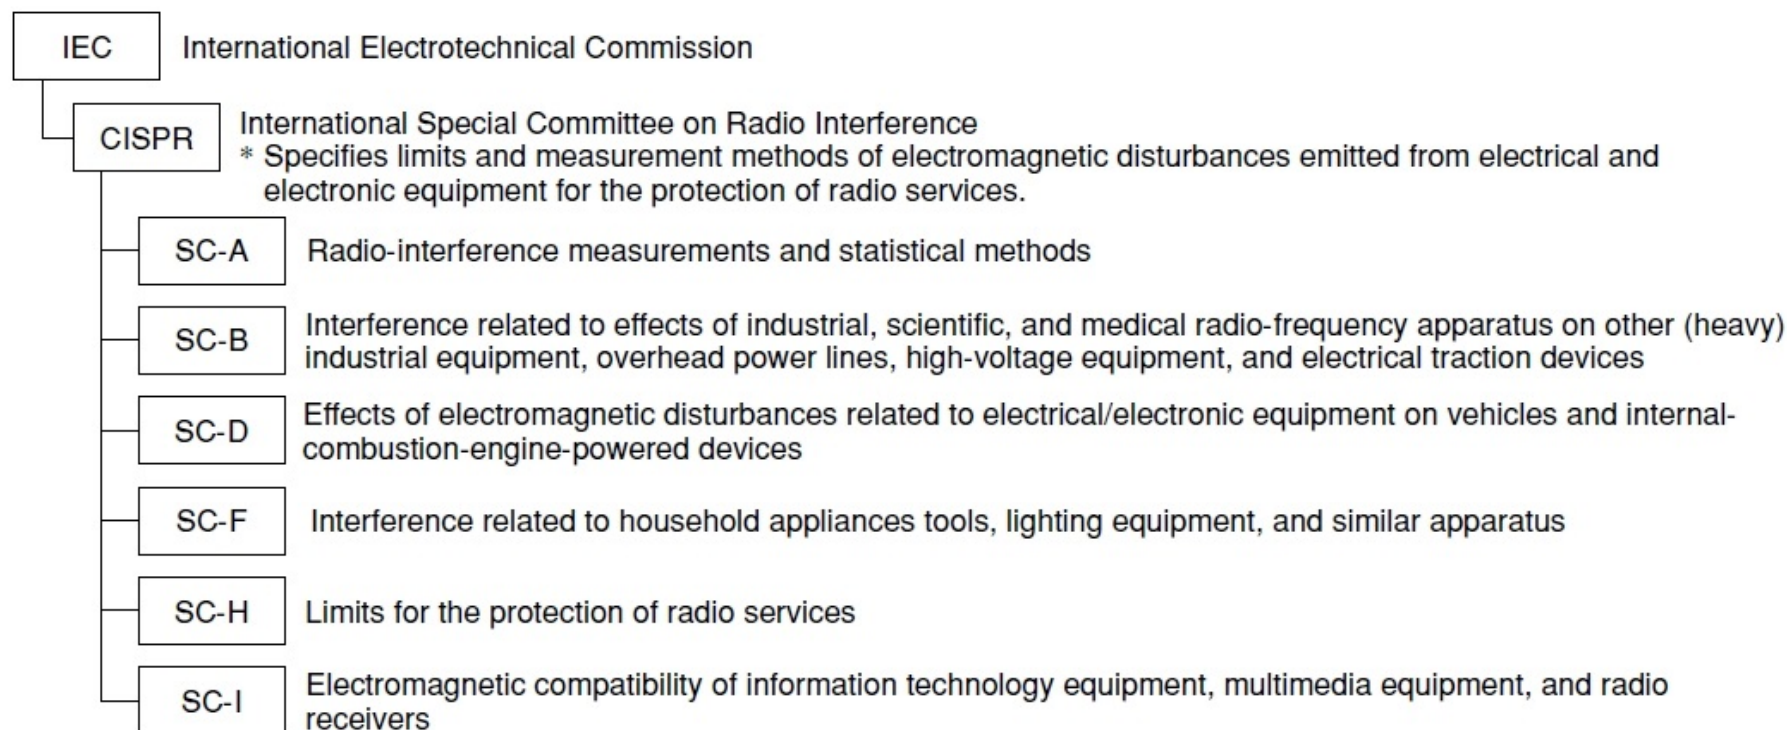 IEC International Electrotechnical Commission
CISPR International Special Committee on Radio Interference
* Specifies limits and measurement methods of electromagnetic disturbances emitted from electrical and
electronic equipment for the protection of radio services.
SC-A Radio-interference measurements and statistical methods
SC-B Interference related to effects of industrial, scientific, and medical radio-frequency apparatus on other (heavy)
industrial equipment, overhead power lines, high-voltage equipment, and electrical traction devices
SC-D Effects of electromagnetic disturbances related to electrical/electronic equipment on vehicles and internal-
combustion-engine-powered devices
SC-F Interference related to household appliances tools, lighting equipment, and similar apparatus
SC-H Limits for the protection of radio services
SC-I Electromagnetic compatibility of information technology equipment, multimedia equipment, and radio
receivers